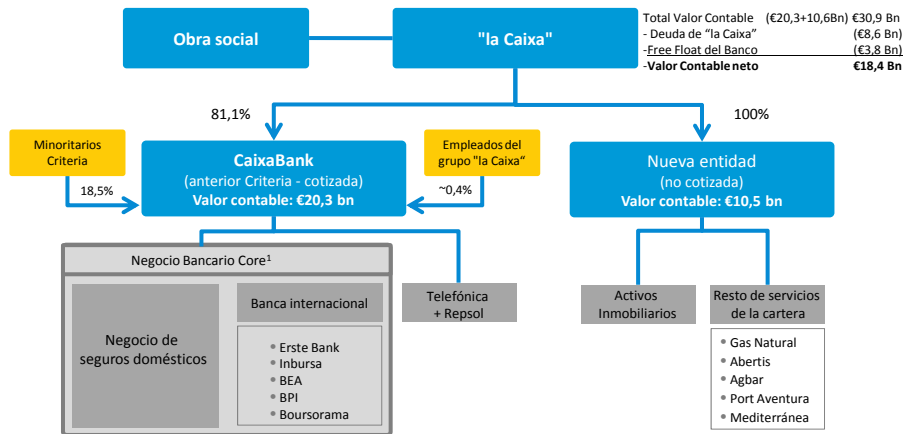 Obra social
"la Caixa"
Total Valor Contable (€20,3+10,6Bn) €30,9 Bn
- Deuda de “la Caixa” (€8,6 Bn)
-Free Float del Banco (€3,8 Bn)
-Valor Contable neto €18,4 Bn
81,1%
100%
Minoritarios
Criteria
18,5%
CaixaBank
(anterior Criteria - cotizada)
Valor contable: €20,3 bn
Empleados del
grupo "la Caixa“
~0,4%
Nueva entidad
(no cotizada)
Valor contable: €10,5 bn
Negocio Bancario Core1
Negocio de
seguros domésticos
Banca internacional
• Erste Bank
• Inbursa
• BEA
• BPI
• Boursorama
Telefónica
+ Repsol
Activos
Inmobiliarios
Resto de servicios
de la cartera
• Gas Natural
• Abertis
• Agbar
• Port Aventura
• Mediterránea